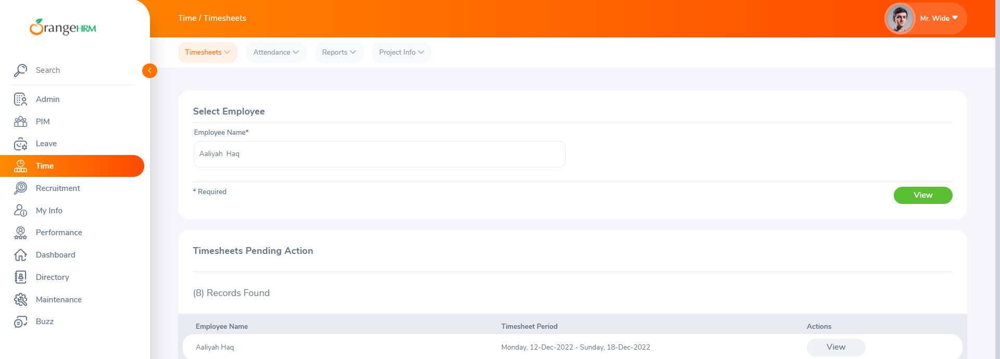 OrangeHRM
Time / Timesheets
Mr. Wide
Timesheets
Attendance
Reports
Project Info
Search
Admin
PIM
Leave
Time
Recruitment
My Info
Performance
Dashboard
Directory
Maintenance
Buzz
Select Employee
Employee Name*
Aaliyah  Haq
* Required
View
Timesheets Pending Action
(8) Records Found
Employee Name
Timesheet Period
Actions
Aaliyah Haq
Monday, 12-Dec-2022 - Sunday, 18-Dec-2022
View